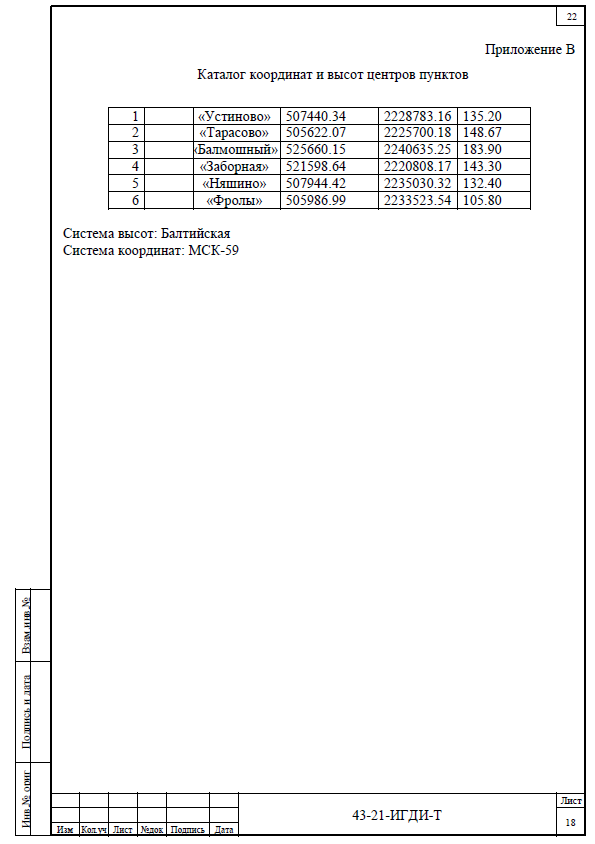 22
Приложение В
Каталог координат и высот центров пунктов
1 «Устиново» 507440.34 2228783.16 135.20
2 «Тарасово» 505622.07 2225700.18 148.67
3 «Балмошный» 525660.15 2240635.25 183.90
4 «Заборная» 521598.64 2220808.17 143.30
5 «Няшино» 507944.42 2235030.32 132.40
6 «Фролы» 505986.99 2233523.54 105.80
Система высот: Балтийская
Система координат: МСК-59
Взам.инв.№
Подпись и дата
Инв.№ ориг
43-21-ИГДИ-Т
Лист
18
Изм Кол.уч Лист №док Подпись Дата